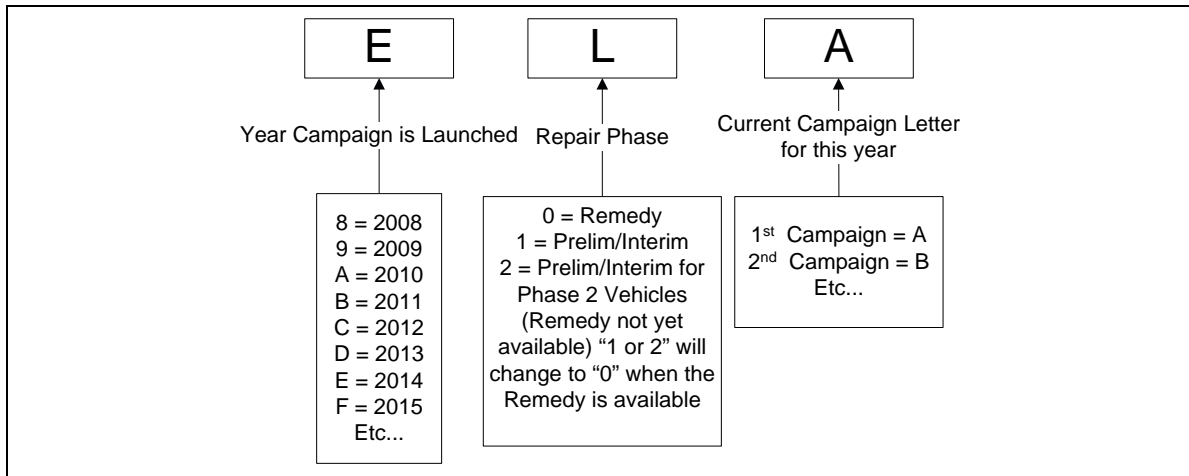 E
L
A
Year Campaign is Launched
Repair Phase
Current Campaign Letter
for this year
8 = 2008
9 = 2009
A = 2010
B = 2011
C = 2012
D = 2013
E = 2014
F = 2015
Etc...
0 = Remedy
1 = Prelim/Interim
2 = Prelim/Interim for
Phase 2 Vehicles
(Remedy not yet
available) “1 or 2” will
change to “0” when the
Remedy is available
1st Campaign = A
2nd Campaign = B
Etc...